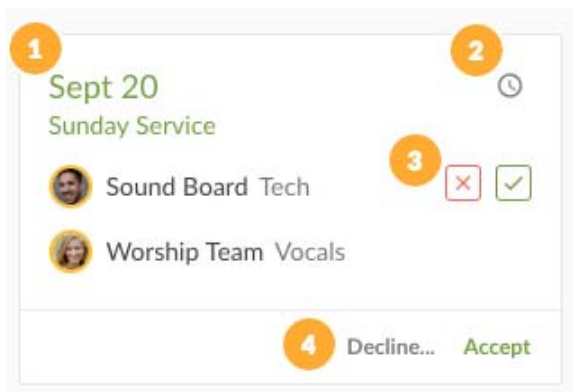 1
2
Sept 20
Sunday Service
3
Sound Board Tech
Worship Team Vocals
4
Decline... Accept